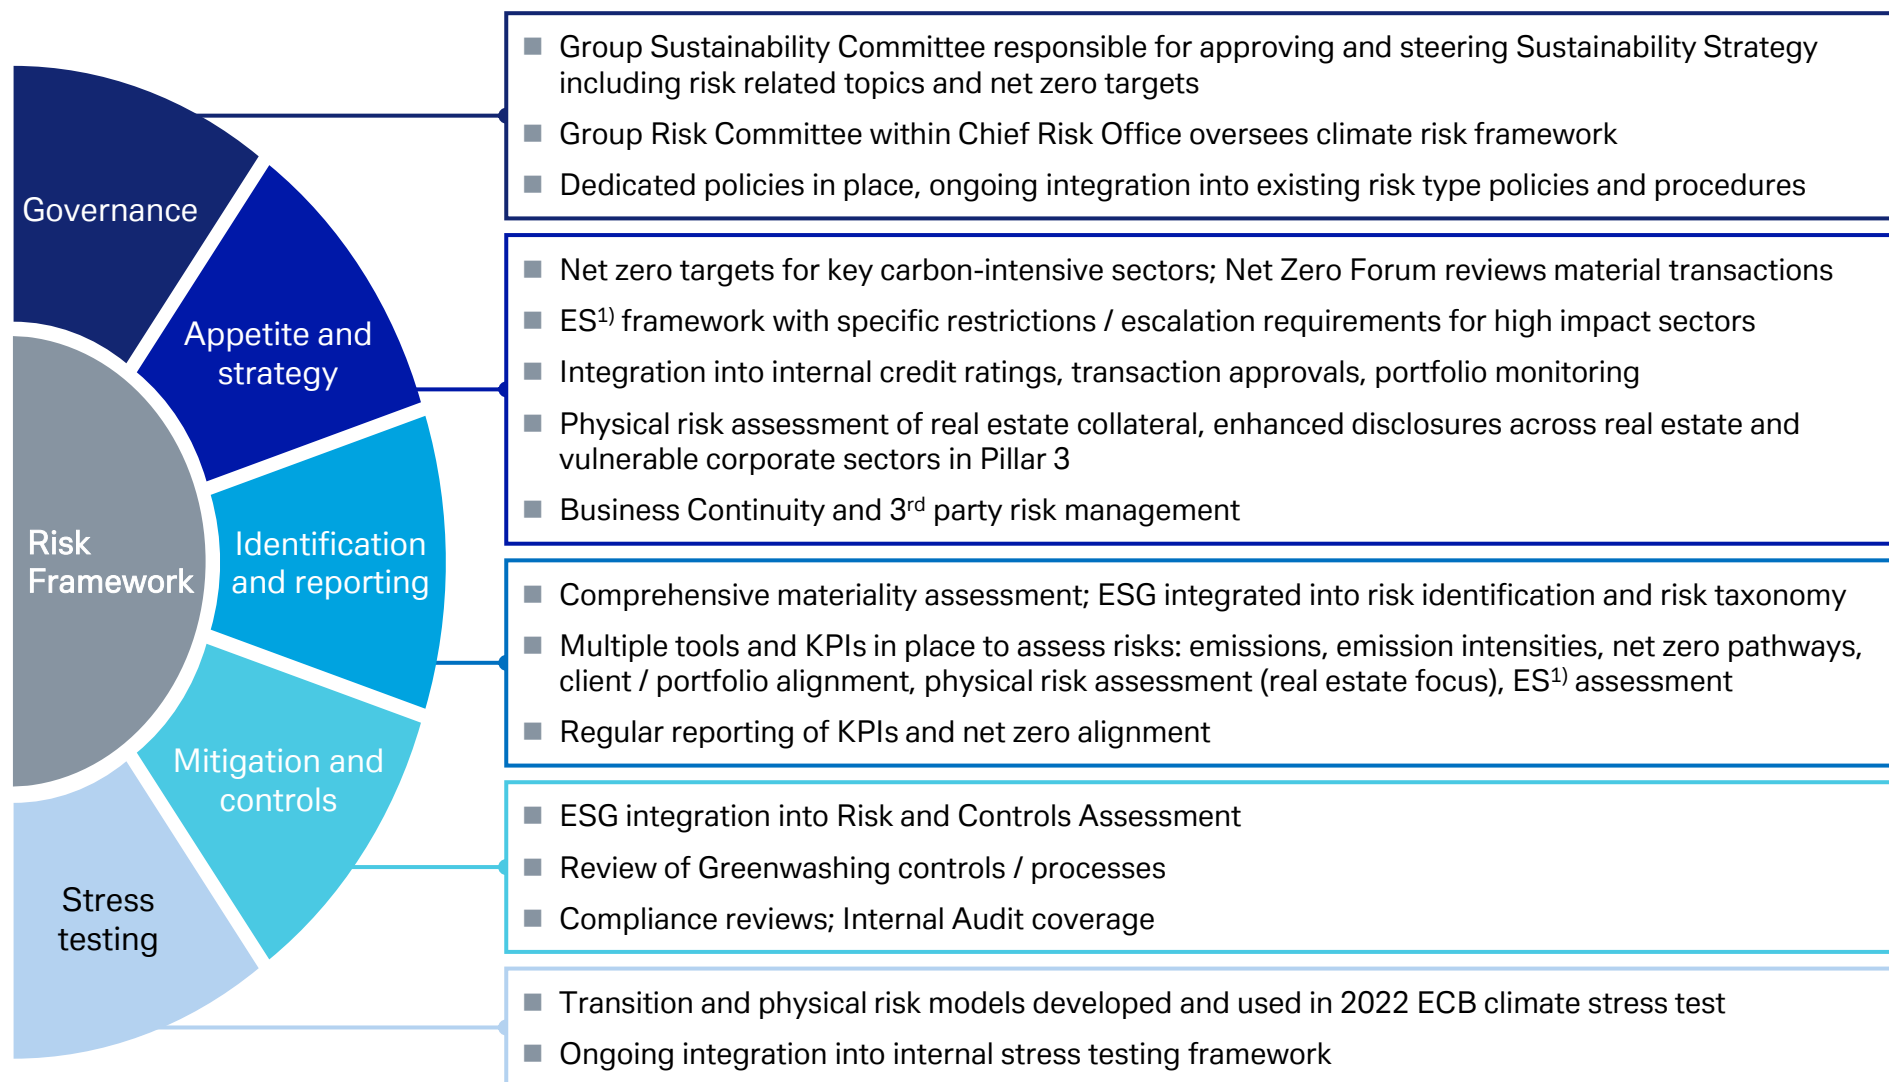 Governance
Appetite and
strategy
Risk
Framework
Identification
and reporting
Mitigation and
controls
Stress
testing
■ Group Sustainability Committee responsible for approving and steering Sustainability Strategy
including risk related topics and net zero targets
■ Group Risk Committee within Chief Risk Office oversees climate risk framework
■ Dedicated policies in place, ongoing integration into existing risk type policies and procedures
■ Net zero targets for key carbon-intensive sectors; Net Zero Forum reviews material transactions
■ ES1) framework with specific restrictions / escalation requirements for high impact sectors
■ Integration into internal credit ratings, transaction approvals, portfolio monitoring
■ Physical risk assessment of real estate collateral, enhanced disclosures across real estate and
vulnerable corporate sectors in Pillar 3
■ Business Continuity and 3rd party risk management
■ Comprehensive materiality assessment; ESG integrated into risk identification and risk taxonomy
■ Multiple tools and KPIs in place to assess risks: emissions, emission intensities, net zero pathways,
client / portfolio alignment, physical risk assessment (real estate focus), ES1) assessment
■ Regular reporting of KPIs and net zero alignment
■ ESG integration into Risk and Controls Assessment
■ Review of Greenwashing controls / processes
■ Compliance reviews; Internal Audit coverage
■ Transition and physical risk models developed and used in 2022 ECB climate stress test
■ Ongoing integration into internal stress testing framework